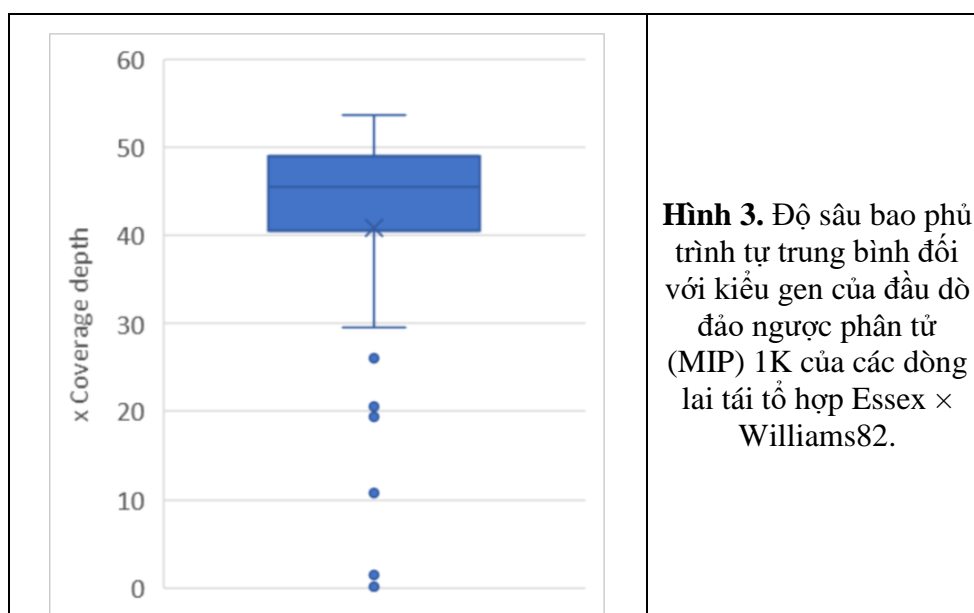 60
50
40
30
20
10
0
x Coverage depth
Hình 3. Độ sâu bao phủ
trình tự trung bình đối
với kiểu gen của đầu dò
đảo ngược phân tử
(MIP) 1K của các dòng
lai tái tổ hợp Essex ×
Williams82.